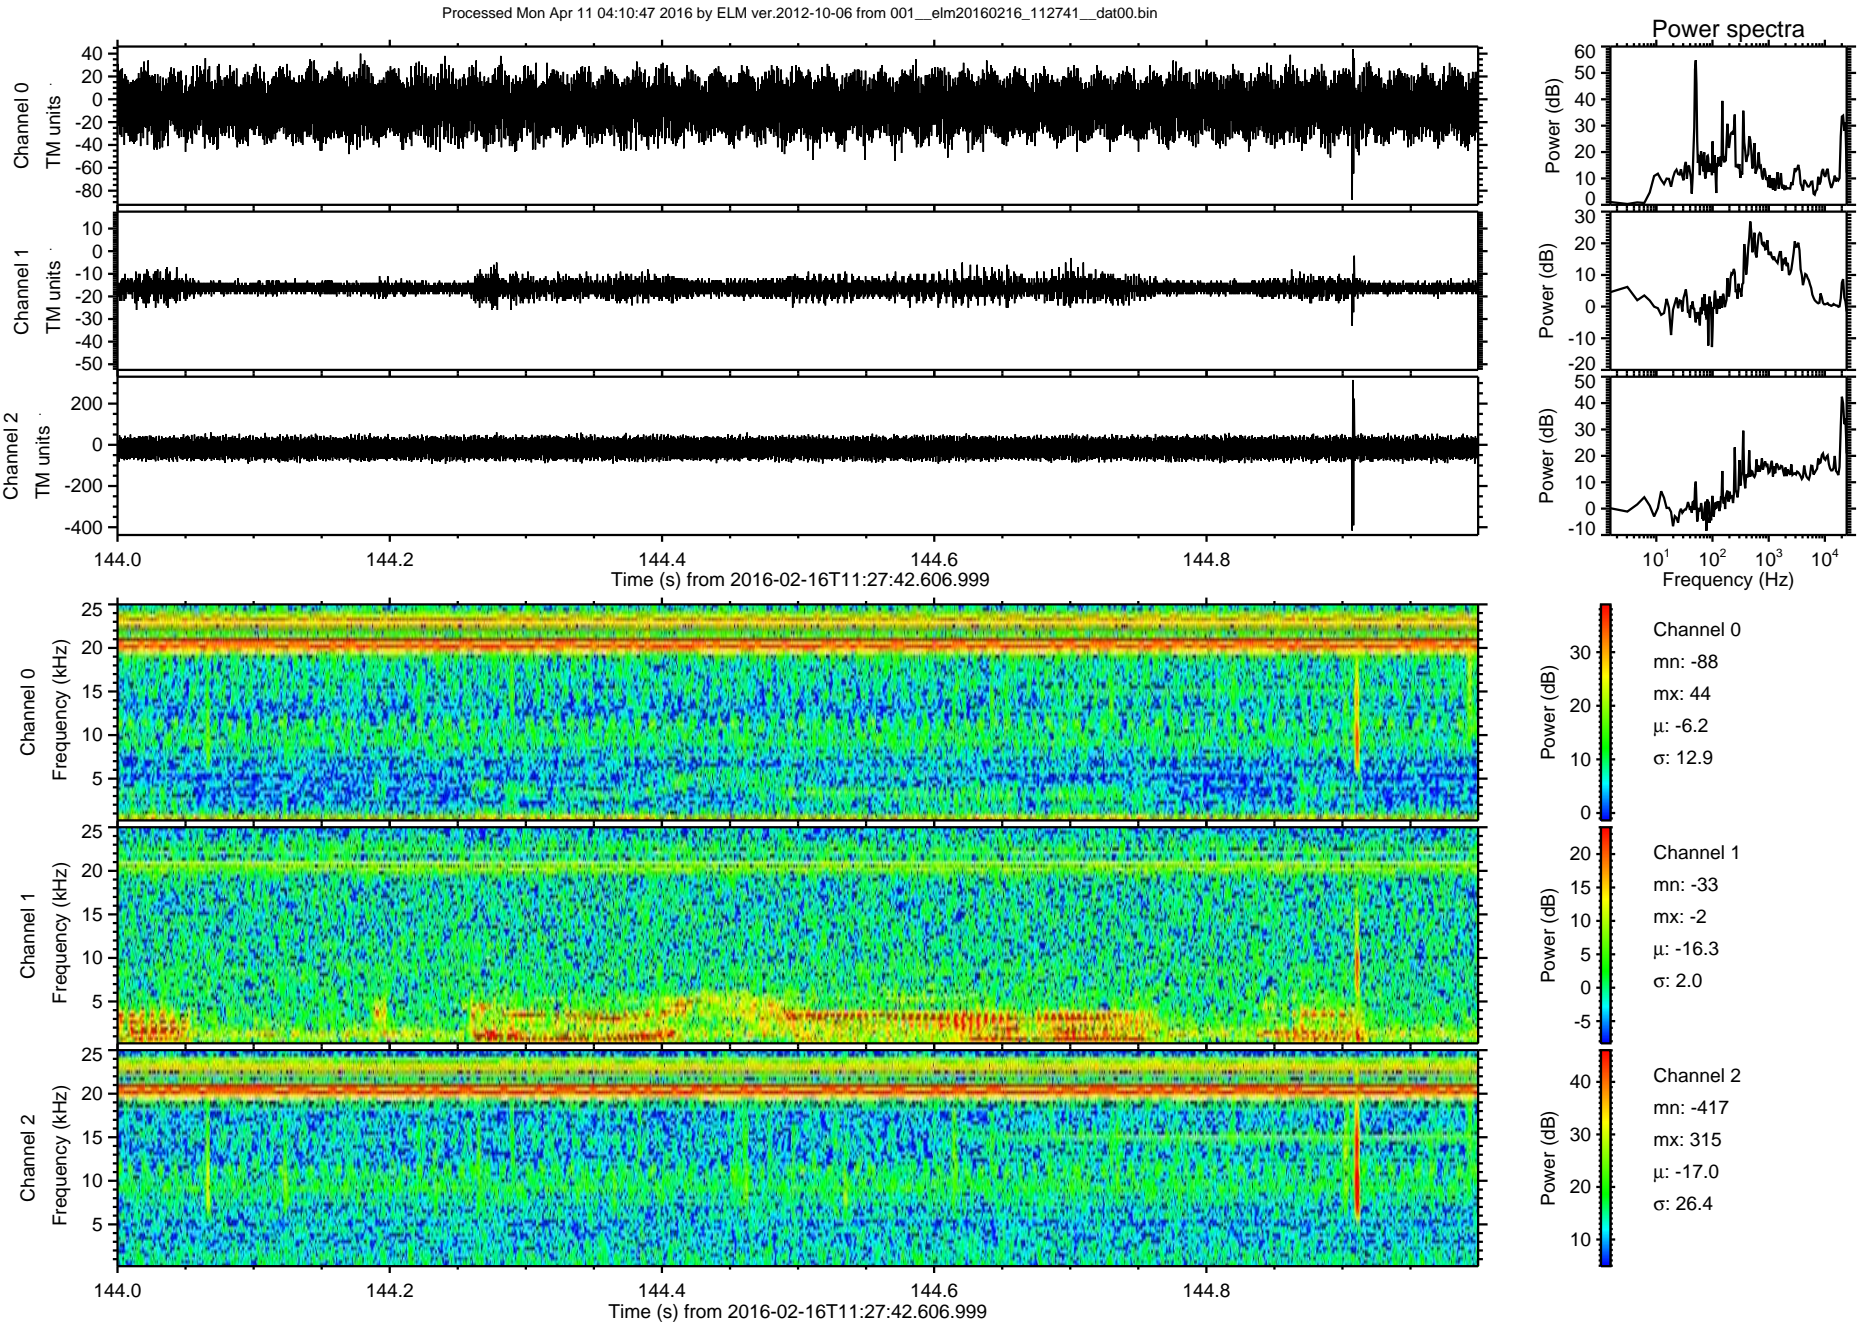 Processed Mon Apr 11 04:10:47 2016 by ELM ver.2012-10-06 from 001__elm20160216_112741__dat00.bin
Power spectra
Channel 0
TM units
40
20
0
-20
-40
-60
-80
Power (dB)
60
50
40
30
20
10
0
Channel 1
TM units
10
0
-10
-20
-30
-40
-50
Power (dB)
30
20
10
0
-10
-20
Channel 2
TM units
200
0
-200
-400
Power (dB)
50
40
30
20
10
0
-10
144.0 144.2 144.4 144.6 144.8
Time (s) from 2016-02-16T11:27:42.606.999
10^1 10^2 10^3 10^4
Frequency (Hz)
Channel 0
Frequency (kHz)
25
20
15
10
5
Power (dB)
30
20
10
0
Channel 0
mn: -88
mx: 44
μ: -6.2
σ: 12.9
Channel 1
Frequency (kHz)
25
20
15
10
5
Power (dB)
20
15
10
5
0
-5
Channel 1
mn: -33
mx: -2
μ: -16.3
σ: 2.0
Channel 2
Frequency (kHz)
25
20
15
10
5
Power (dB)
40
30
20
10
Channel 2
mn: -417
mx: 315
μ: -17.0
σ: 26.4
144.0 144.2 144.4 144.6 144.8
Time (s) from 2016-02-16T11:27:42.606.999